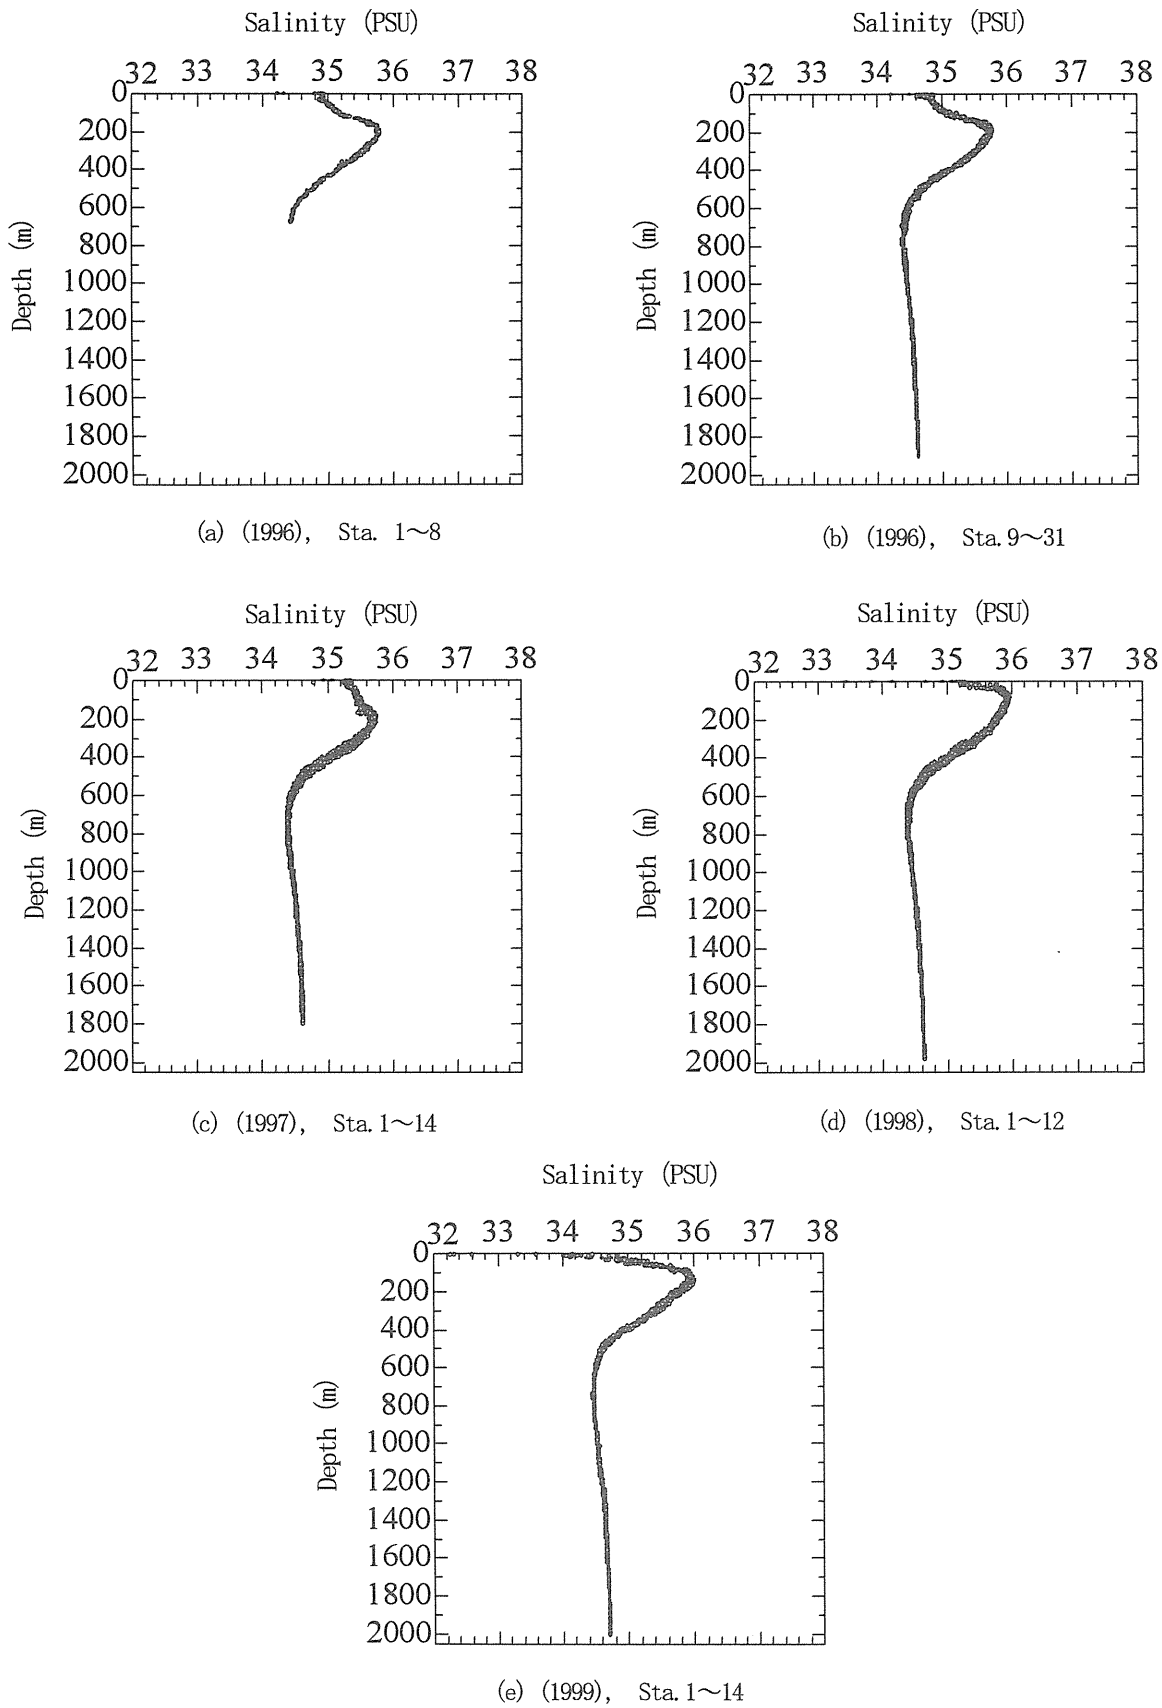 Salinity (PSU)
32 33 34 35 36 37 38
0
200
400
600
800
1000
1200
1400
1600
1800
2000
Depth (m)
(a) (1996), Sta. 1～8
Salinity (PSU)
32 33 34 35 36 37 38
0
200
400
600
800
1000
1200
1400
1600
1800
2000
Depth (m)
(b) (1996), Sta.9～31
Salinity (PSU)
32 33 34 35 36 37 38
0
200
400
600
800
1000
1200
1400
1600
1800
2000
Depth (m)
(c) (1997), Sta.1～14
Salinity (PSU)
32 33 34 35 36 37 38
0
200
400
600
800
1000
1200
1400
1600
1800
2000
Depth (m)
(d) (1998), Sta.1～12
Salinity (PSU)
32 33 34 35 36 37 38
0
200
400
600
800
1000
1200
1400
1600
1800
2000
Depth (m)
(e) (1999), Sta.1～14